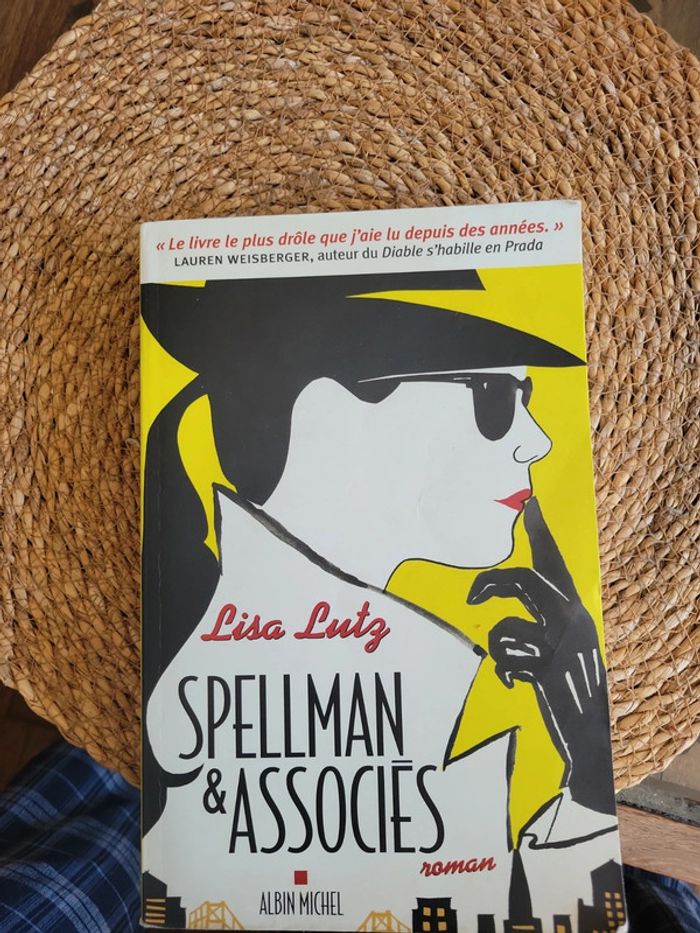 « Le livre le plus drôle que j’aie lu depuis des années. »
LAUREN WEISBERGER, auteur du Diable s’habille en Prada
Lisa Lutz
SPELLMAN
& ASSOCIÉS
roman
ALBIN MICHEL